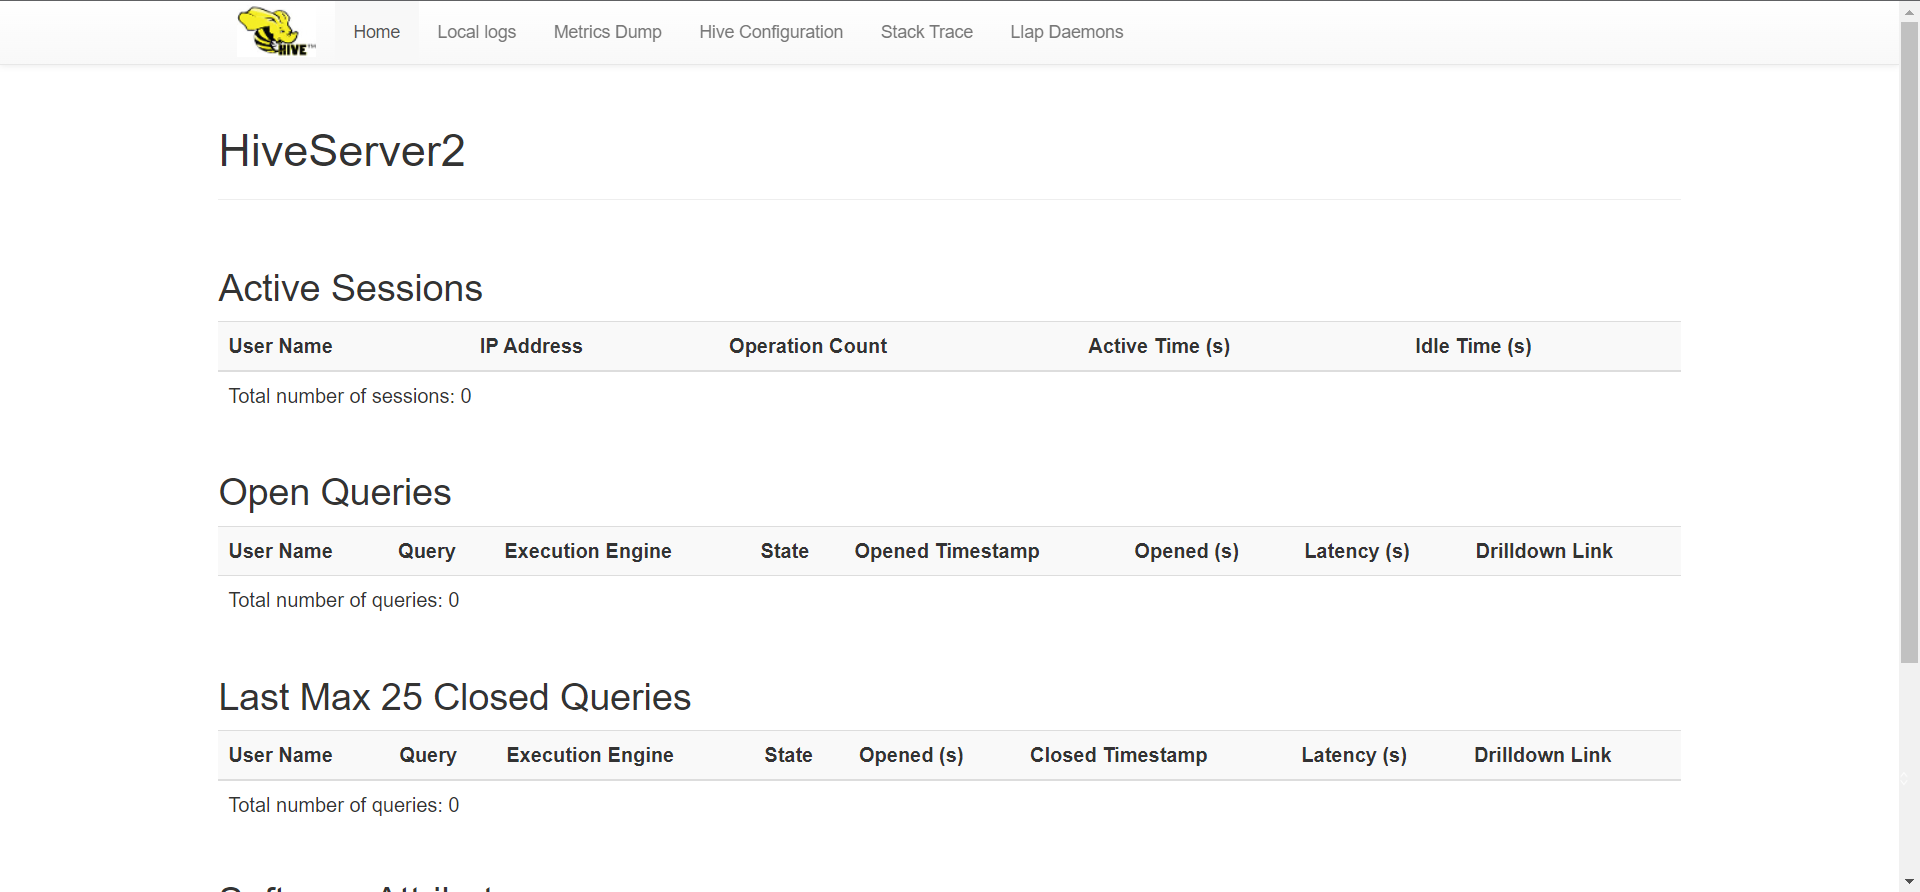 HIVE™ Home Local logs Metrics Dump Hive Configuration Stack Trace Llap Daemons
HiveServer2
Active Sessions
User Name IP Address Operation Count Active Time (s) Idle Time (s)
Total number of sessions: 0
Open Queries
User Name Query Execution Engine State Opened Timestamp Opened (s) Latency (s) Drilldown Link
Total number of queries: 0
Last Max 25 Closed Queries
User Name Query Execution Engine State Opened (s) Closed Timestamp Latency (s) Drilldown Link
Total number of queries: 0